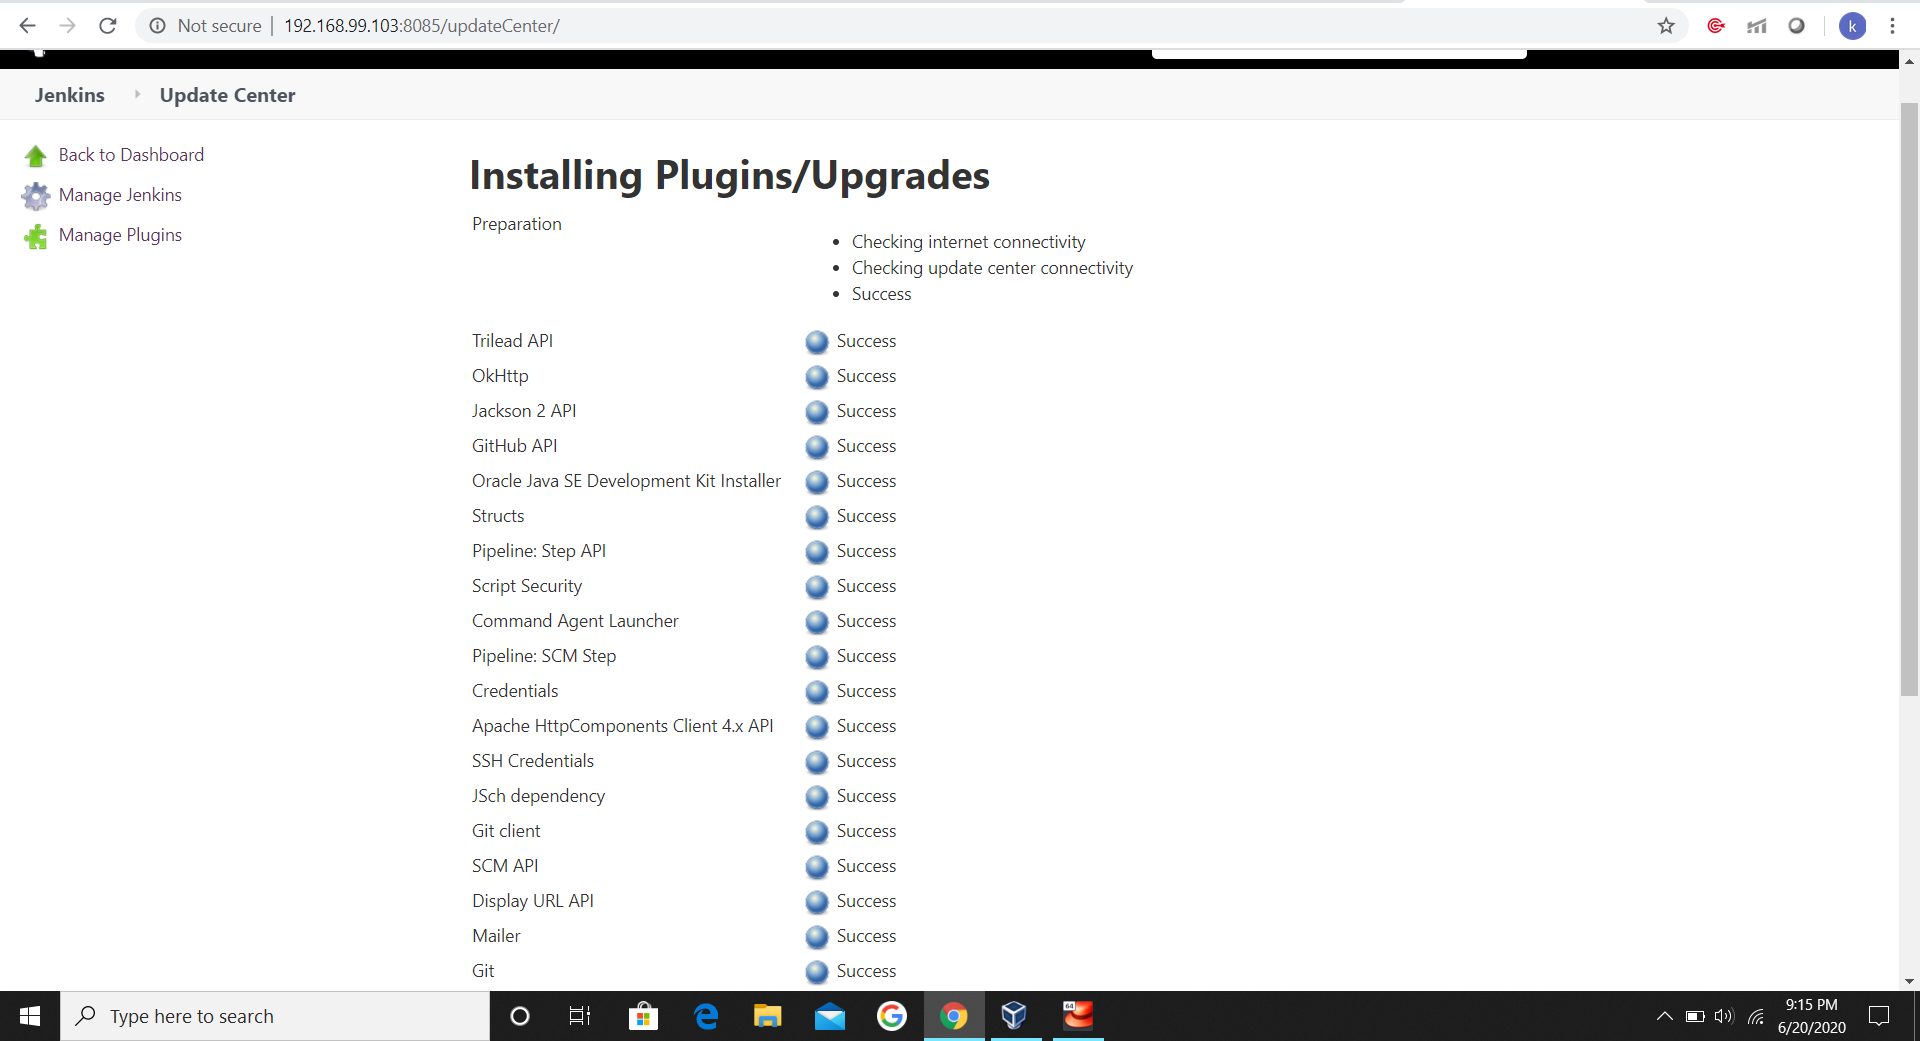 Not secure | 192.168.99.103:8085/updateCenter/
k
Jenkins Update Center
Back to Dashboard
Manage Jenkins
Manage Plugins
Installing Plugins/Upgrades
Preparation
Checking internet connectivity
Checking update center connectivity
Success
Trilead API Success
OkHttp Success
Jackson 2 API Success
GitHub API Success
Oracle Java SE Development Kit Installer Success
Structs Success
Pipeline: Step API Success
Script Security Success
Command Agent Launcher Success
Pipeline: SCM Step Success
Credentials Success
Apache HttpComponents Client 4.x API Success
SSH Credentials Success
JSch dependency Success
Git client Success
SCM API Success
Display URL API Success
Mailer Success
Git Success
Type here to search
64
9:15 PM
6/20/2020